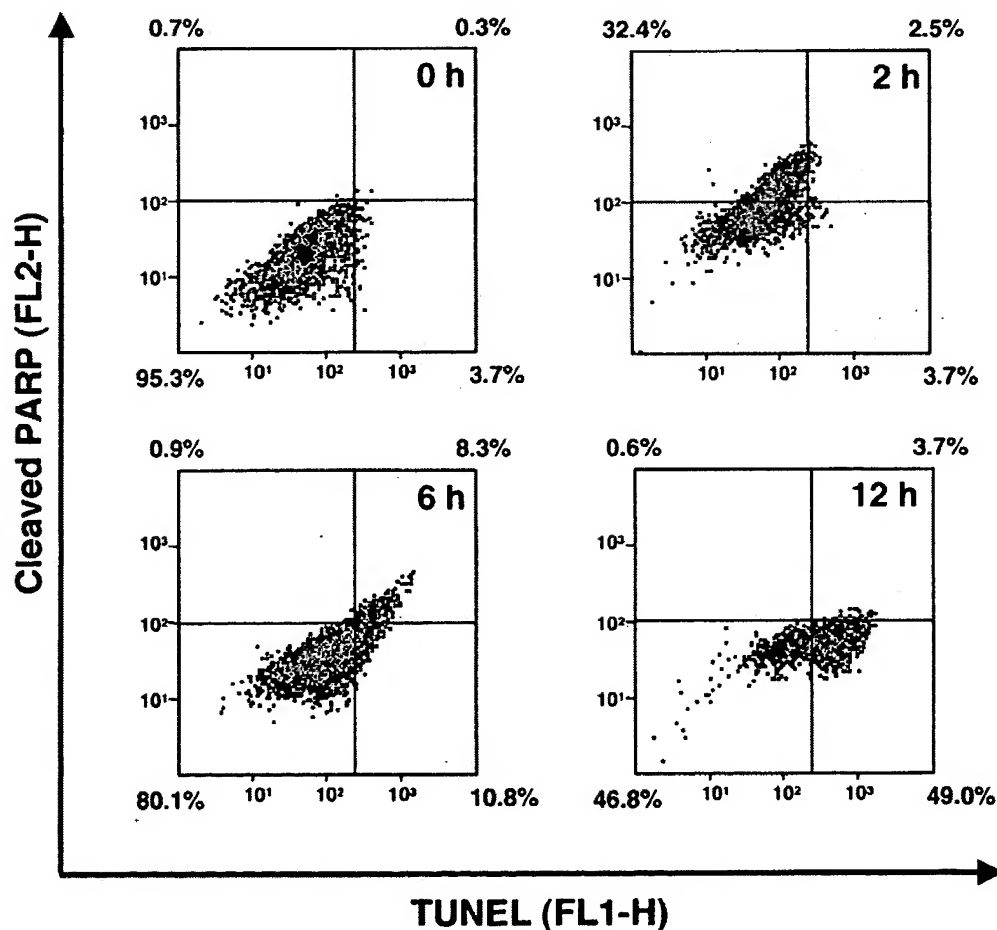 Cleaved PARP (FL2-H)
0.7% 0.3%
0 h
10³
10²
10¹
10¹ 10² 10³
95.3% 3.7%
32.4% 2.5%
2 h
10³
10²
10¹
10¹ 10² 10³
3.7%
0.9% 8.3%
6 h
10³
10²
10¹
10¹ 10² 10³
80.1% 10.8%
0.6% 3.7%
12 h
10³
10²
10¹
10¹ 10² 10³
46.8% 49.0%
TUNEL (FL1-H)